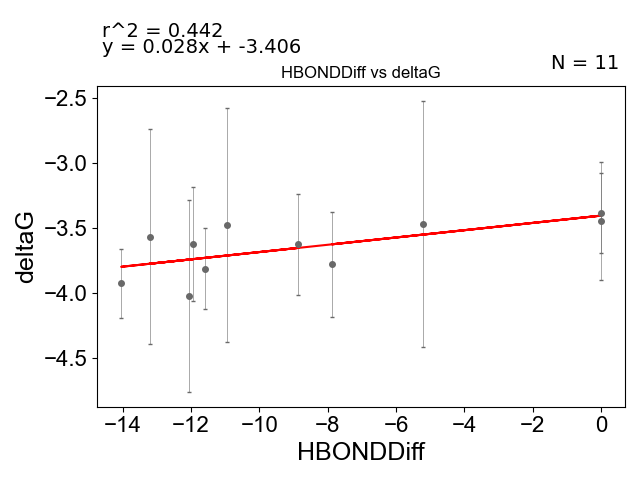 r^2 = 0.442
y = 0.028x + -3.406
N = 11
HBONDDiff vs deltaG
−2.5
−3.0
−3.5
−4.0
−4.5
deltaG
−14 −12 −10 −8 −6 −4 −2 0
HBONDDiff